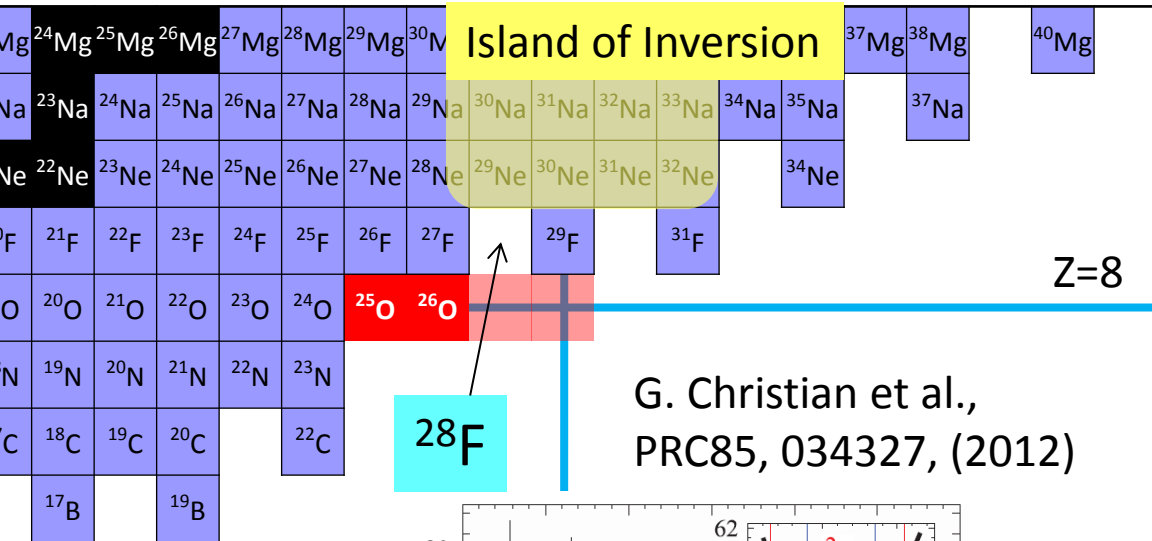 Mg ²⁴Mg ²⁵Mg ²⁶Mg ²⁷Mg ²⁸Mg ²⁹Mg ³⁰M Island of Inversion ³⁷Mg ³⁸Mg ⁴⁰Mg
Na ²³Na ²⁴Na ²⁵Na ²⁶Na ²⁷Na ²⁸Na ²⁹Na ³⁰Na ³¹Na ³²Na ³³Na ³⁴Na ³⁵Na ³⁷Na
Ne ²²Ne ²³Ne ²⁴Ne ²⁵Ne ²⁶Ne ²⁷Ne ²⁸Ne ²⁹Ne ³⁰Ne ³¹Ne ³²Ne ³⁴Ne
F ²¹F ²²F ²³F ²⁴F ²⁵F ²⁶F ²⁷F ²⁹F ³¹F
Z=8
O ²⁰O ²¹O ²²O ²³O ²⁴O ²⁵O ²⁶O
N ¹⁹N ²⁰N ²¹N ²²N ²³N
C ¹⁸C ¹⁹C ²⁰C ²²C
²⁸F
G. Christian et al.,
PRC85, 034327, (2012)
¹⁷B ¹⁹B
62